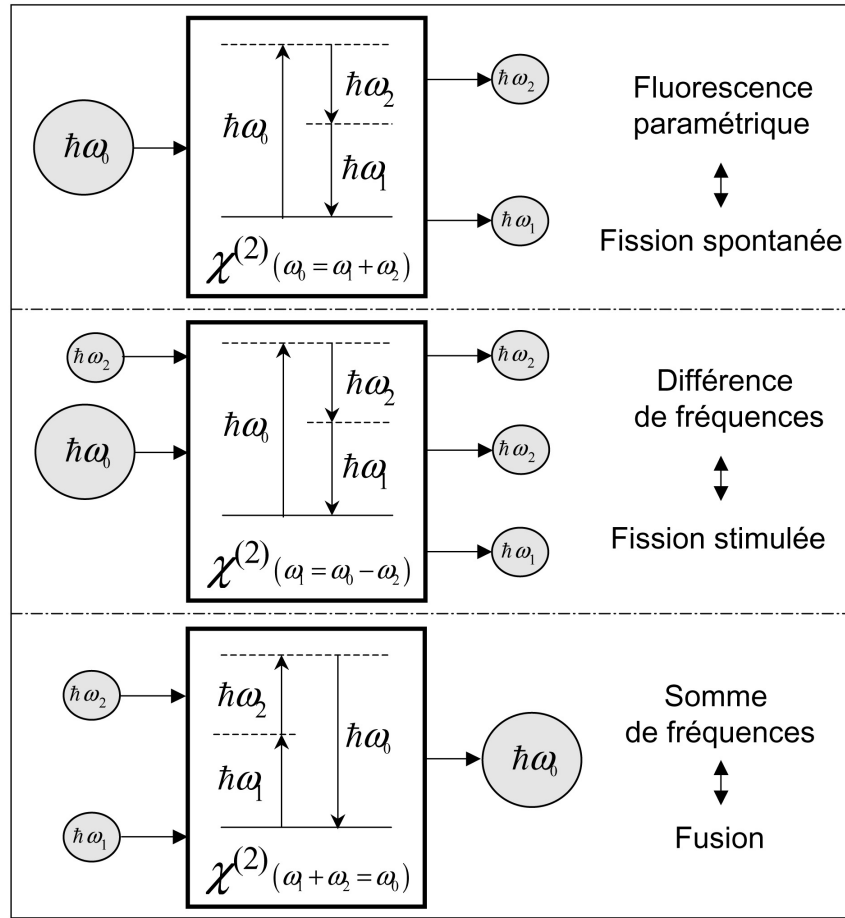 ℏω₀
ℏω₀
ℏω₂
ℏω₁
χ⁽²⁾(ω₀ = ω₁ + ω₂)
ℏω₂
ℏω₁
Fluorescence
paramétrique
Fission spontanée
ℏω₂
ℏω₀
ℏω₀
ℏω₂
ℏω₁
χ⁽²⁾(ω₁ = ω₀ − ω₂)
ℏω₂
ℏω₂
ℏω₁
Différence
de fréquences
Fission stimulée
ℏω₂
ℏω₁
ℏω₂
ℏω₁
ℏω₀
χ⁽²⁾(ω₁ + ω₂ = ω₀)
ℏω₀
Somme
de fréquences
Fusion